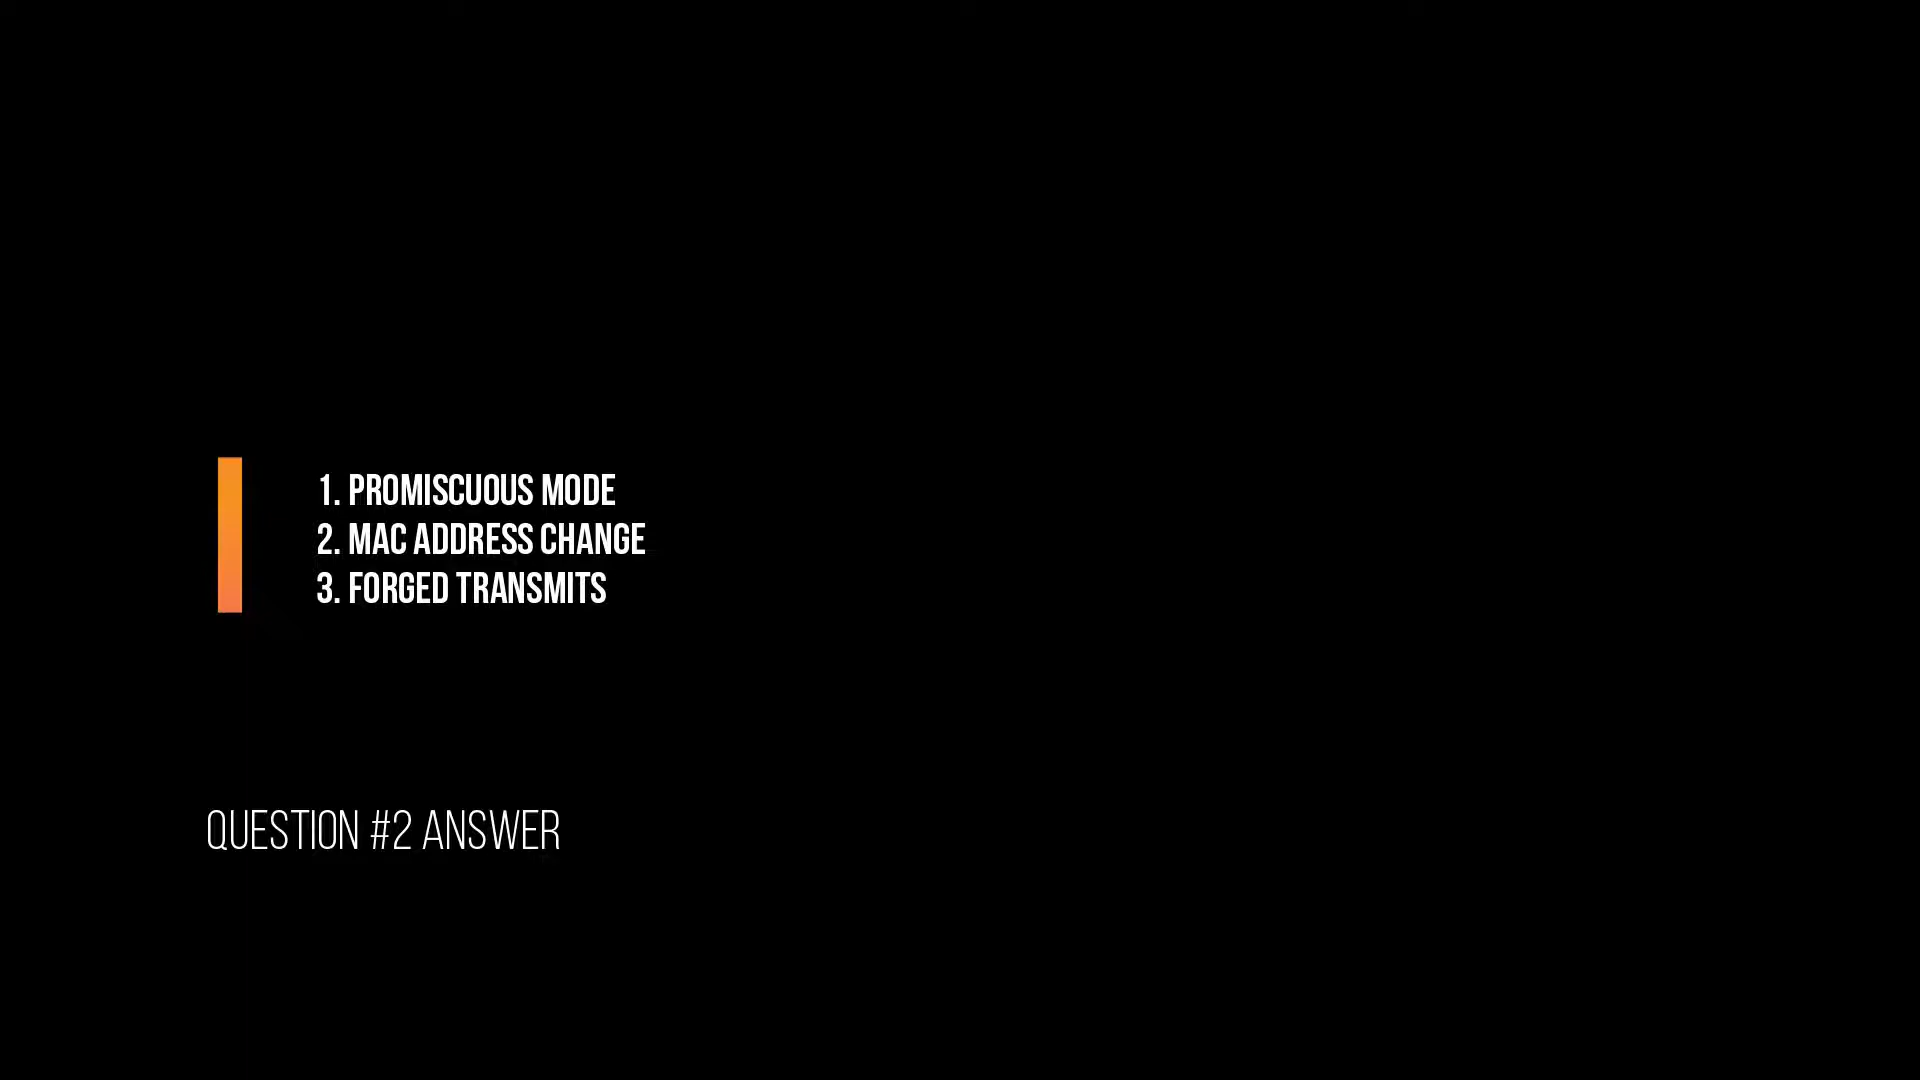 1. PROMISCUOUS MODE
2. MAC ADDRESS CHANGE
3. FORGED TRANSMITS
QUESTION #2 ANSWER